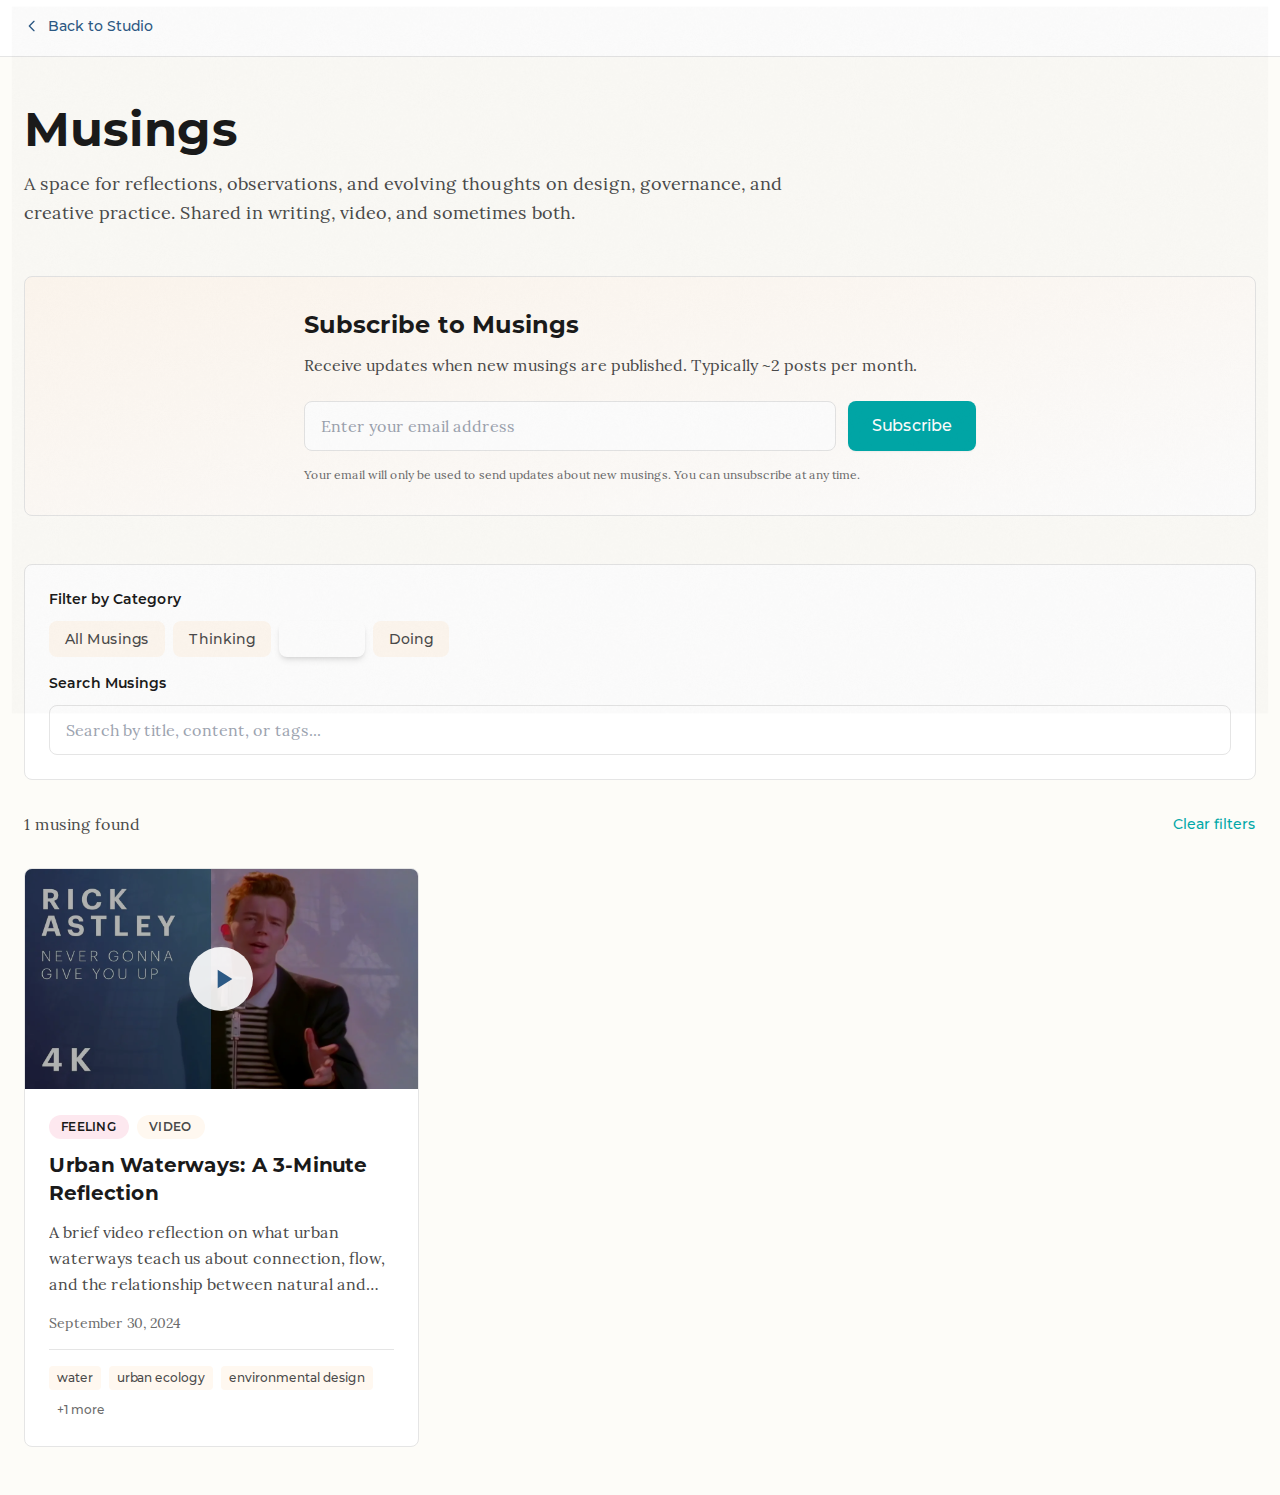 Back to Studio
Musings
A space for reflections, observations, and evolving thoughts on design, governance, and
creative practice. Shared in writing, video, and sometimes both.
Subscribe to Musings
Receive updates when new musings are published. Typically ~2 posts per month.
Enter your email address
Subscribe
Your email will only be used to send updates about new musings. You can unsubscribe at any time.
Filter by Category
All Musings
Thinking
Doing
Search Musings
Search by title, content, or tags...
1 musing found
Clear filters
RICK
ASTLEY
NEVER GONNA
GIVE YOU UP
4K
FEELING
VIDEO
Urban Waterways: A 3-Minute
Reflection
A brief video reflection on what urban
waterways teach us about connection, flow,
and the relationship between natural and...
September 30, 2024
water
urban ecology
environmental design
+1 more